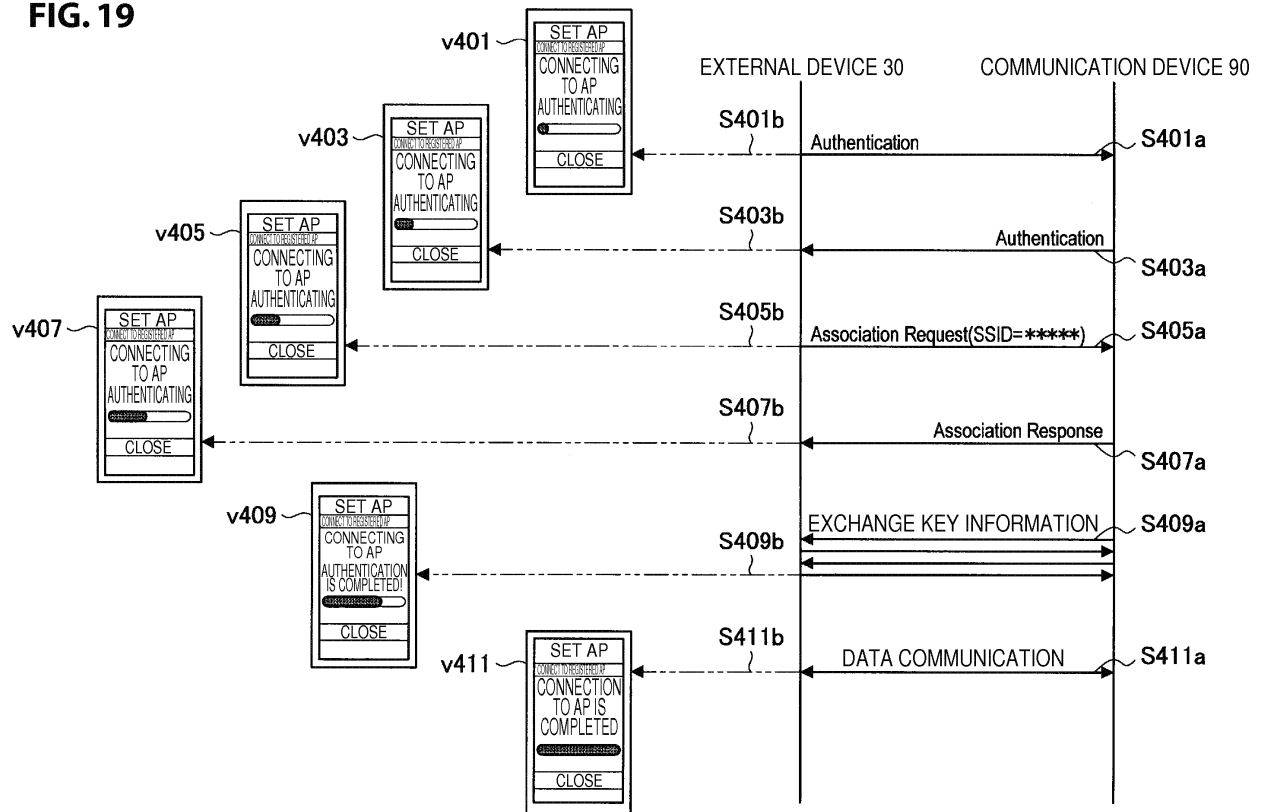 FIG. 19
EXTERNAL DEVICE 30
COMMUNICATION DEVICE 90
v401
SET AP
CONNECT TO REGISTERED AP
CONNECTING
TO AP
AUTHENTICATING
CLOSE
S401b
Authentication
S401a
v403
SET AP
CONNECT TO REGISTERED AP
CONNECTING
TO AP
AUTHENTICATING
CLOSE
S403b
Authentication
S403a
v405
SET AP
CONNECT TO REGISTERED AP
CONNECTING
TO AP
AUTHENTICATING
CLOSE
S405b
Association Request(SSID=*****)
S405a
v407
SET AP
CONNECT TO REGISTERED AP
CONNECTING
TO AP
AUTHENTICATING
CLOSE
S407b
Association Response
S407a
v409
SET AP
CONNECT TO REGISTERED AP
CONNECTING
TO AP
AUTHENTICATION
IS COMPLETED!
CLOSE
S409b
EXCHANGE KEY INFORMATION
S409a
v411
SET AP
CONNECT TO REGISTERED AP
CONNECTION
TO AP IS
COMPLETED
CLOSE
S411b
DATA COMMUNICATION
S411a